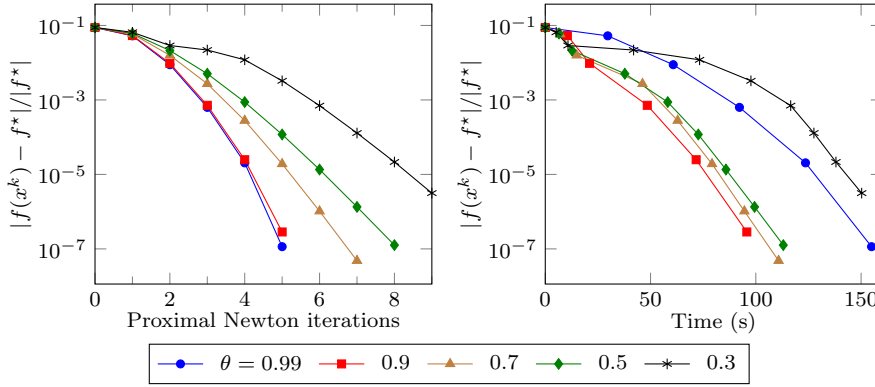 10^{-1}
10^{-3}
10^{-5}
10^{-7}
|f(x^k) − f^⋆|/|f^⋆|
0 2 4 6 8
Proximal Newton iterations
10^{-1}
10^{-3}
10^{-5}
10^{-7}
|f(x^k) − f^⋆|/|f^⋆|
0 50 100 150
Time (s)
θ = 0.99 0.9 0.7 0.5 0.3